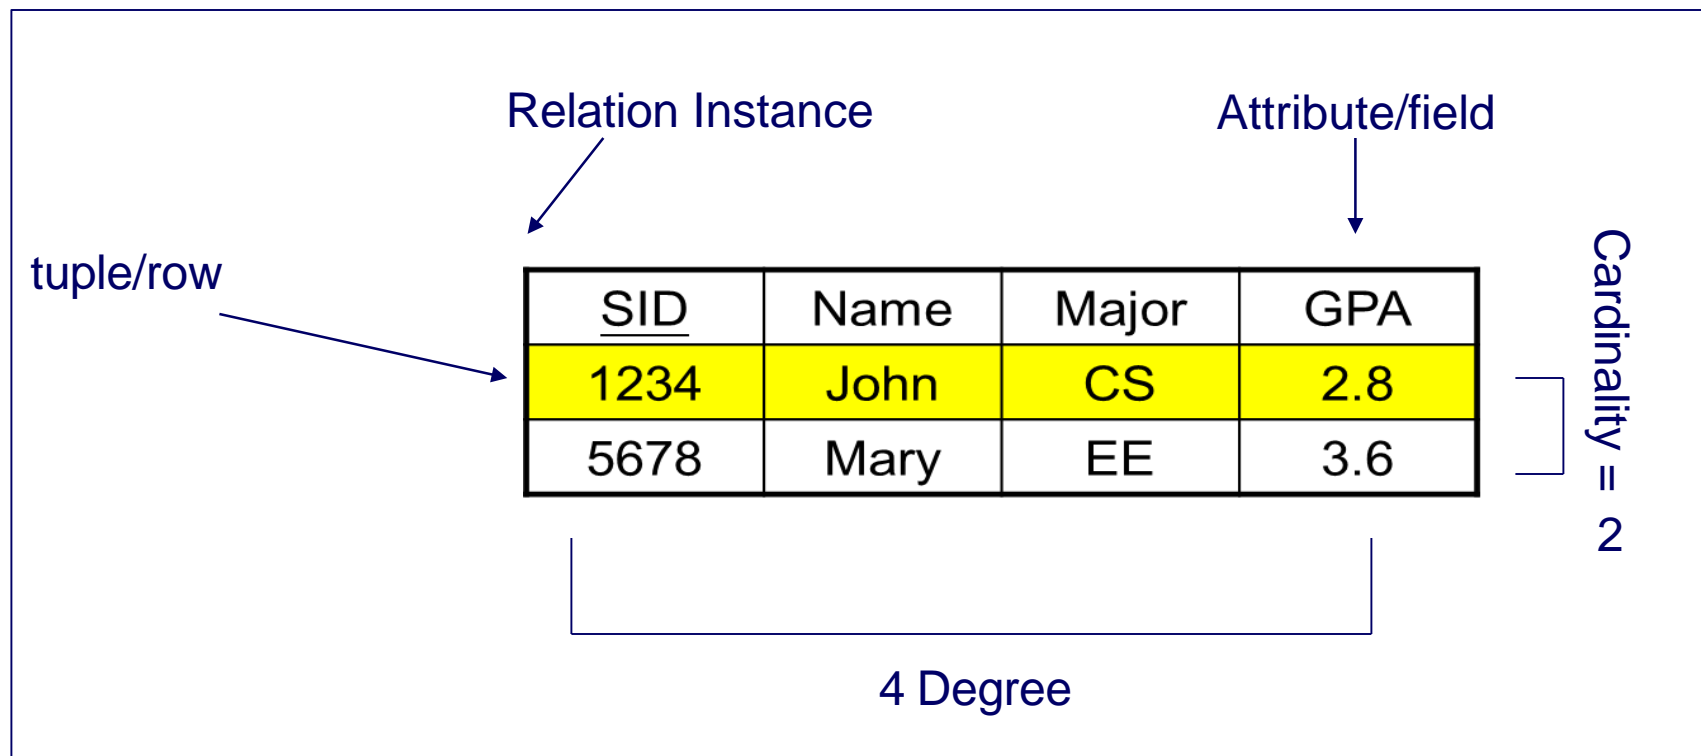 Relation Instance
Attribute/field
tuple/row
SID Name Major GPA
1234 John CS 2.8
5678 Mary EE 3.6
Cardinality = 2
4 Degree